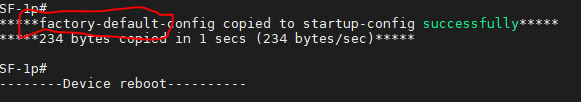 SF-1p#
*****factory-default-config copied to startup-config successfully*****
*****234 bytes copied in 1 secs (234 bytes/sec)*****
SF-1p#
--------Device reboot----------